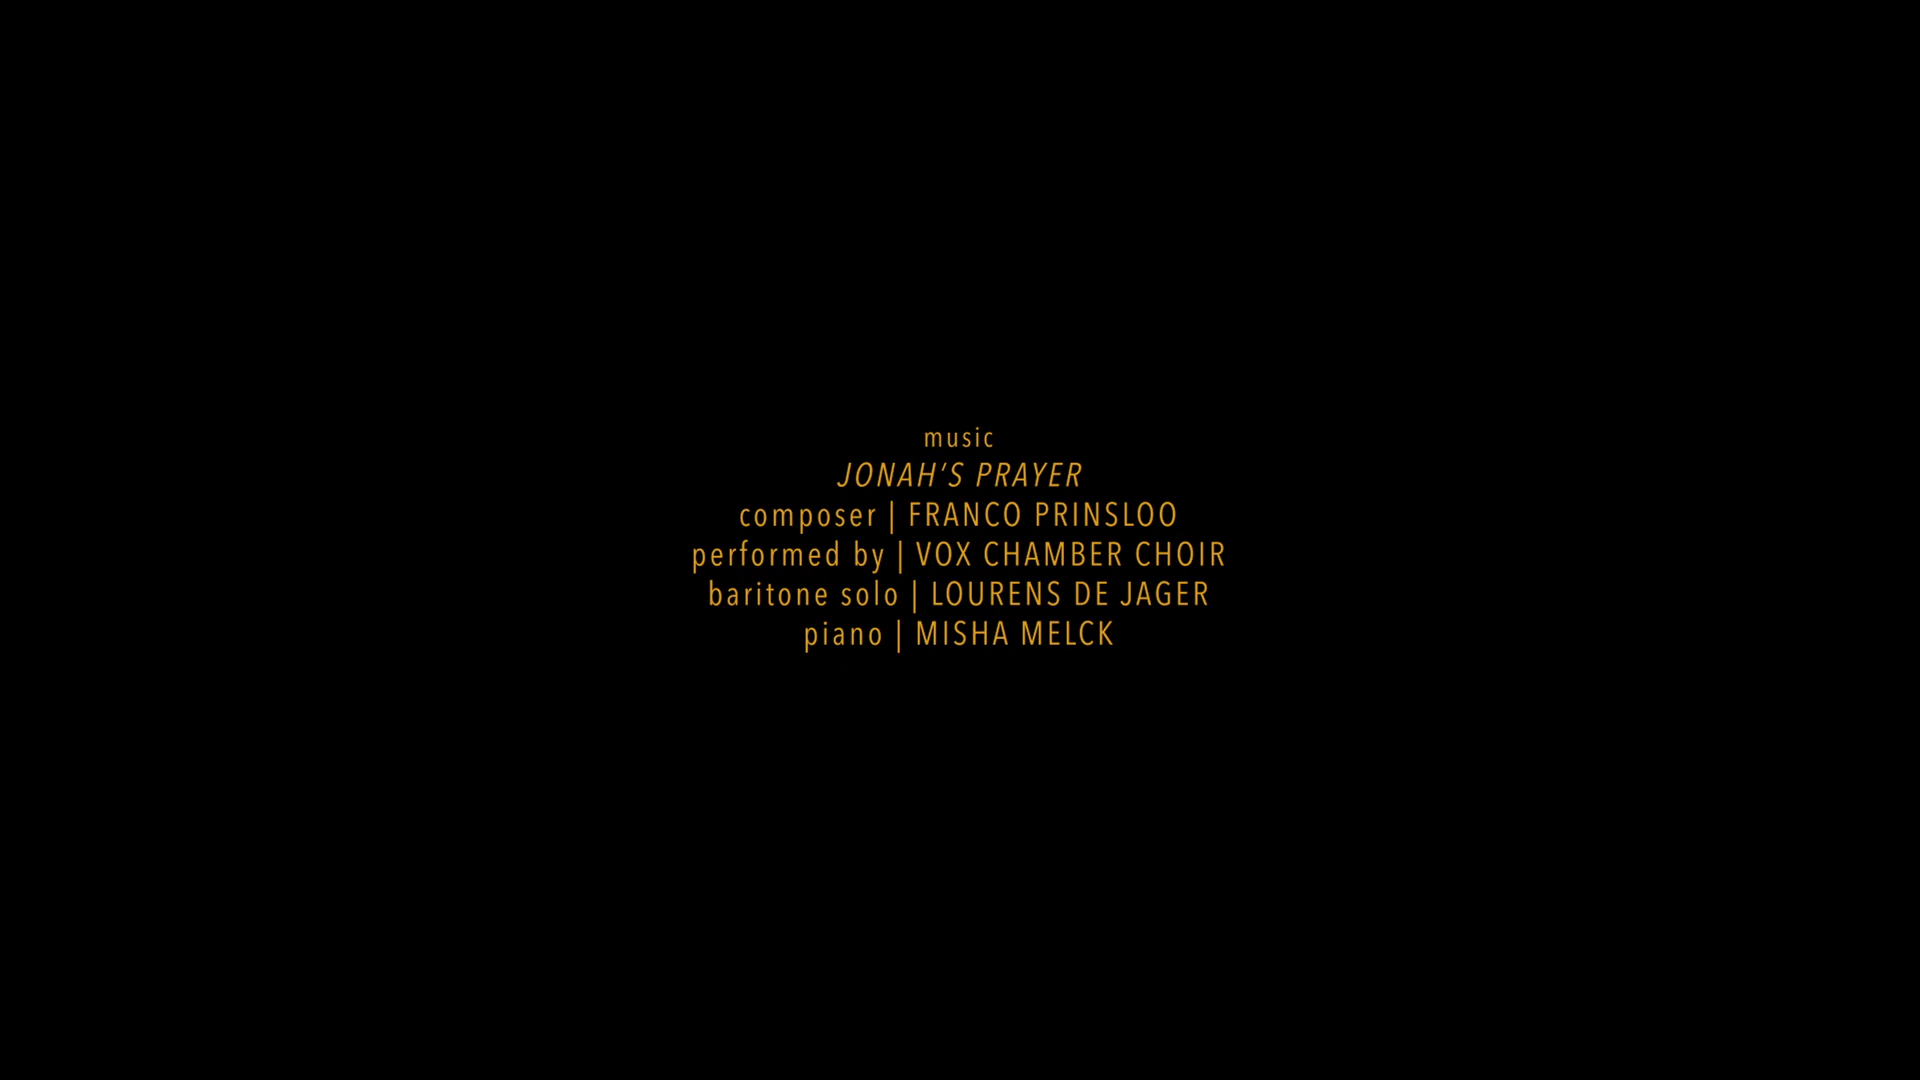 music
JONAH‘S PRAYER
composer | FRANCO PRINSLOO
performed by | VOX CHAMBER CHOIR
baritone solo | LOURENS DE JAGER
piano | MISHA MELCK